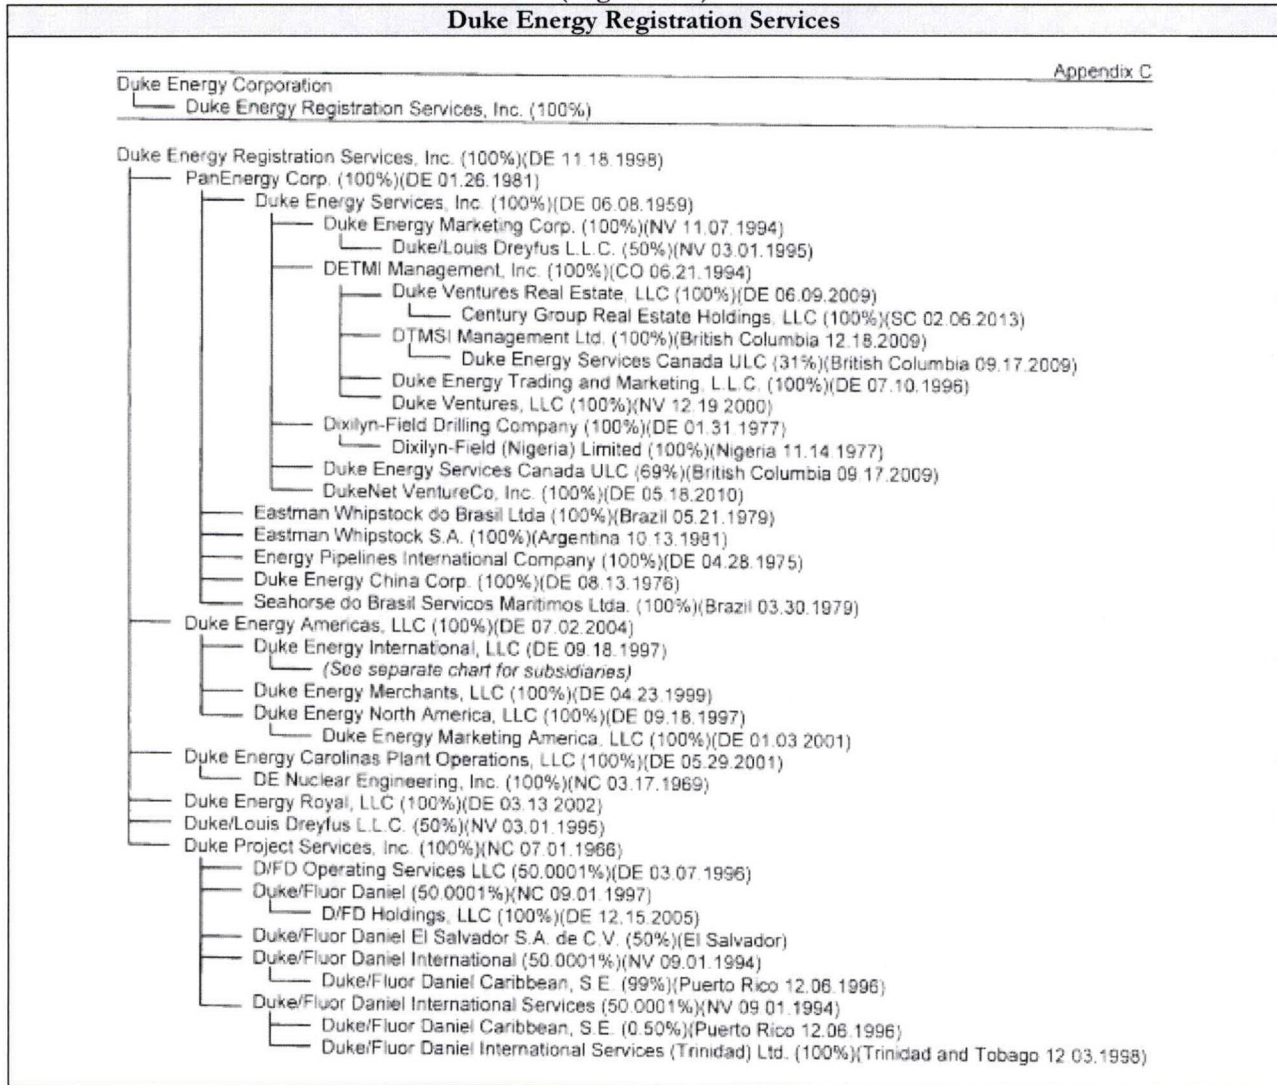 Duke Energy Registration Services
Appendix C
Duke Energy Corporation
Duke Energy Registration Services, Inc. (100%)
Duke Energy Registration Services, Inc. (100%)(DE 11.18.1998)
PanEnergy Corp. (100%)(DE 01.26.1981)
Duke Energy Services, Inc. (100%)(DE 06.08.1959)
Duke Energy Marketing Corp. (100%)(NV 11.07.1994)
Duke/Louis Dreyfus L.L.C. (50%)(NV 03.01.1995)
DETMI Management, Inc. (100%)(CO 06.21.1994)
Duke Ventures Real Estate, LLC (100%)(DE 06.09.2009)
Century Group Real Estate Holdings, LLC (100%)(SC 02.06.2013)
DTMSI Management Ltd. (100%)(British Columbia 12.18.2009)
Duke Energy Services Canada ULC (31%)(British Columbia 09.17.2009)
Duke Energy Trading and Marketing, L.L.C. (100%)(DE 07.10.1996)
Duke Ventures, LLC (100%)(NV 12.19.2000)
Dixilyn-Field Drilling Company (100%)(DE 01.31.1977)
Dixilyn-Field (Nigeria) Limited (100%)(Nigeria 11.14.1977)
Duke Energy Services Canada ULC (69%)(British Columbia 09.17.2009)
DukeNet VentureCo, Inc. (100%)(DE 05.18.2010)
Eastman Whipstock do Brasil Ltda (100%)(Brazil 05.21.1979)
Eastman Whipstock S.A. (100%)(Argentina 10.13.1981)
Energy Pipelines International Company (100%)(DE 04.28.1975)
Duke Energy China Corp. (100%)(DE 08.13.1976)
Seahorse do Brasil Servicos Maritimos Ltda. (100%)(Brazil 03.30.1979)
Duke Energy Americas, LLC (100%)(DE 07.02.2004)
Duke Energy International, LLC (DE 09.18.1997)
(See separate chart for subsidiaries)
Duke Energy Merchants, LLC (100%)(DE 04.23.1999)
Duke Energy North America, LLC (100%)(DE 09.18.1997)
Duke Energy Marketing America, LLC (100%)(DE 01.03.2001)
Duke Energy Carolinas Plant Operations, LLC (100%)(DE 05.29.2001)
DE Nuclear Engineering, Inc. (100%)(NC 03.17.1969)
Duke Energy Royal, LLC (100%)(DE 03.13.2002)
Duke/Louis Dreyfus L.L.C. (50%)(NV 03.01.1995)
Duke Project Services, Inc. (100%)(NC 07.01.1966)
D/FD Operating Services LLC (50.0001%)(DE 03.07.1996)
Duke/Fluor Daniel (50.0001%)(NC 09.01.1997)
D/FD Holdings, LLC (100%)(DE 12.15.2005)
Duke/Fluor Daniel El Salvador S.A. de C.V. (50%)(El Salvador)
Duke/Fluor Daniel International (50.0001%)(NV 09.01.1994)
Duke/Fluor Daniel Caribbean, S.E. (99%)(Puerto Rico 12.06.1996)
Duke/Fluor Daniel International Services (50.0001%)(NV 09.01.1994)
Duke/Fluor Daniel Caribbean, S.E. (0.50%)(Puerto Rico 12.06.1996)
Duke/Fluor Daniel International Services (Trinidad) Ltd. (100%)(Trinidad and Tobago 12.03.1998)